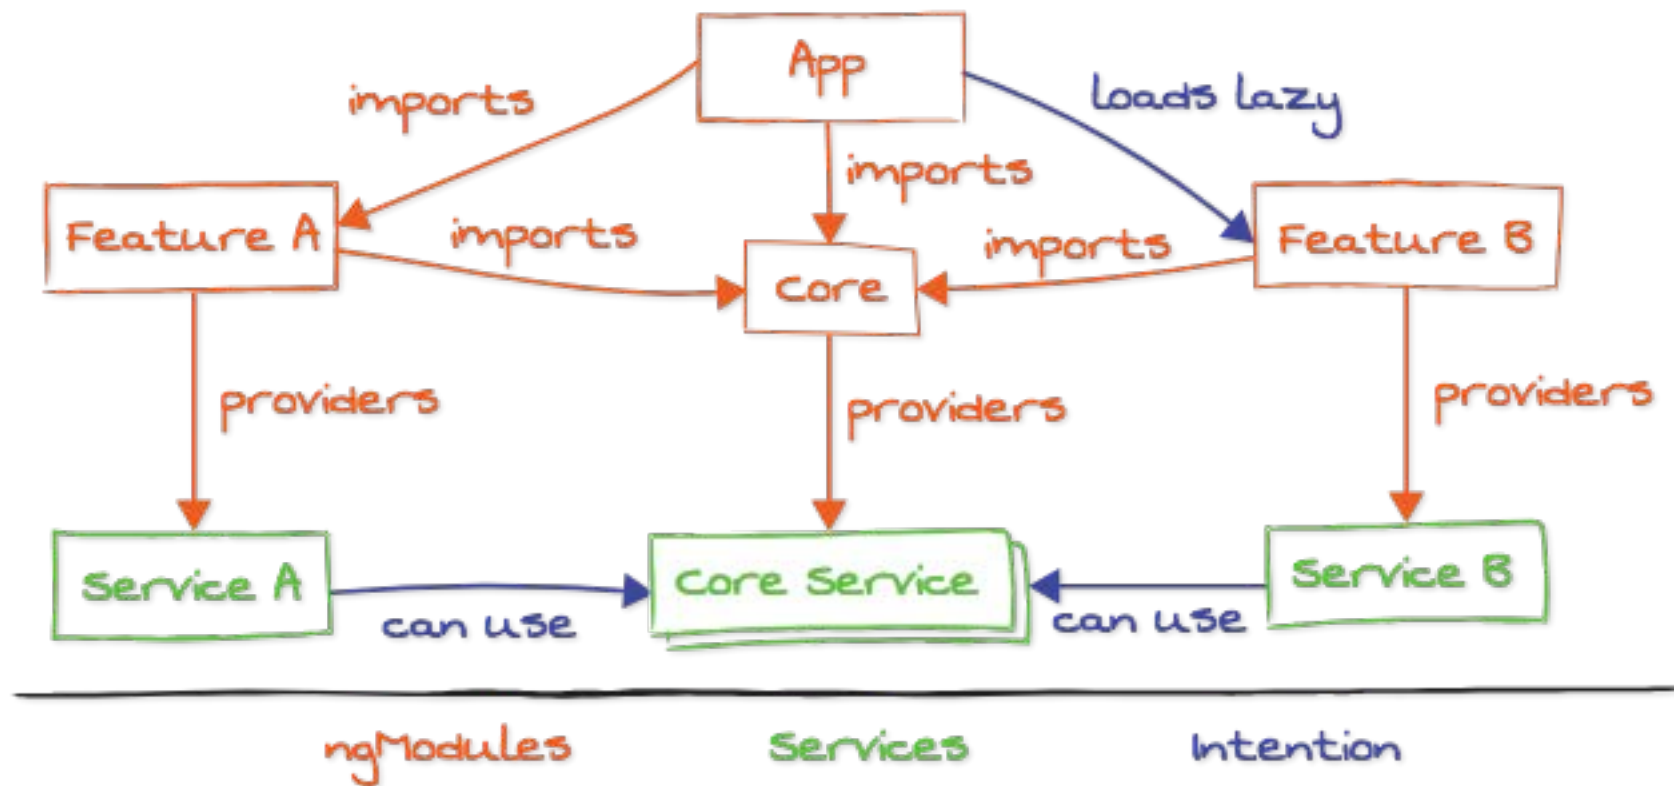 App
imports
loads lazy
imports
Feature A
imports
imports
Feature B
Core
providers
providers
providers
Service A
Core Service
Service B
can use
can use
ngModules
Services
Intention